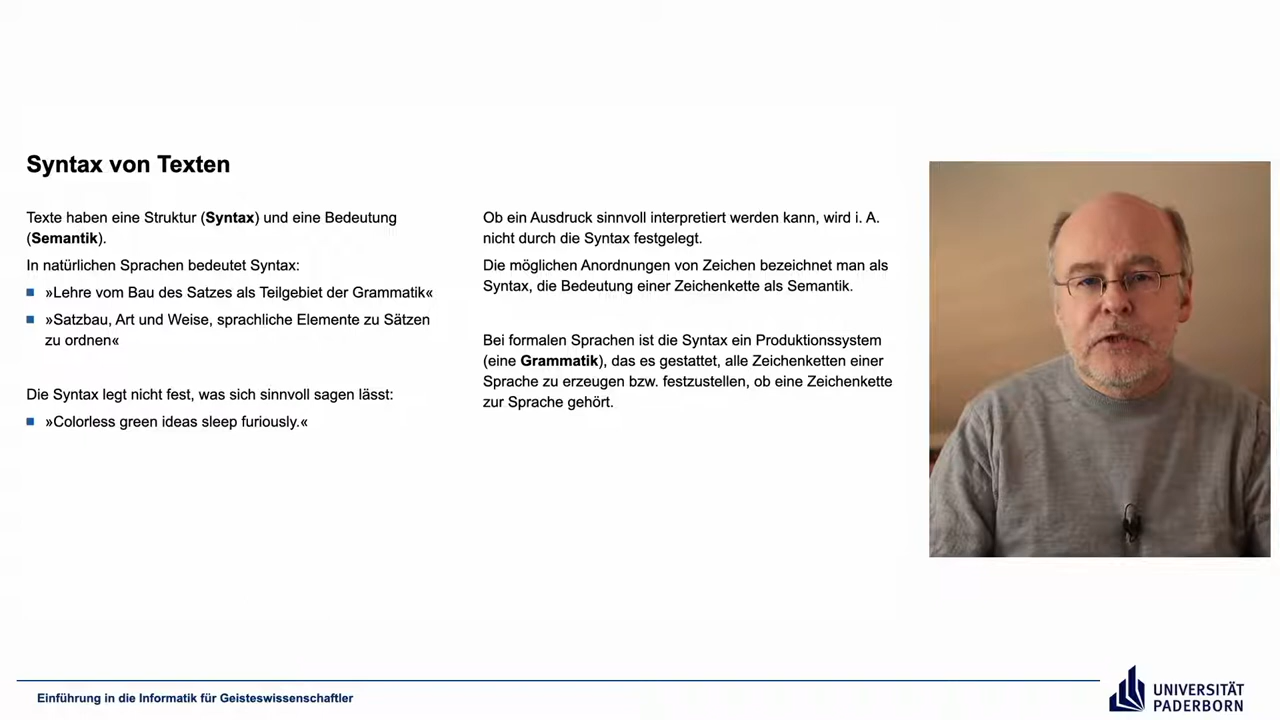 Syntax von Texten
Texte haben eine Struktur (Syntax) und eine Bedeutung
(Semantik).
In natürlichen Sprachen bedeutet Syntax:
»Lehre vom Bau des Satzes als Teilgebiet der Grammatik«
»Satzbau, Art und Weise, sprachliche Elemente zu Sätzen
zu ordnen«
Die Syntax legt nicht fest, was sich sinnvoll sagen lässt:
»Colorless green ideas sleep furiously.«
Ob ein Ausdruck sinnvoll interpretiert werden kann, wird i. A.
nicht durch die Syntax festgelegt.
Die möglichen Anordnungen von Zeichen bezeichnet man als
Syntax, die Bedeutung einer Zeichenkette als Semantik.
Bei formalen Sprachen ist die Syntax ein Produktionssystem
(eine Grammatik), das es gestattet, alle Zeichenketten einer
Sprache zu erzeugen bzw. festzustellen, ob eine Zeichenkette
zur Sprache gehört.
Einführung in die Informatik für Geisteswissenschaftler
UNIVERSITÄT
PADERBORN